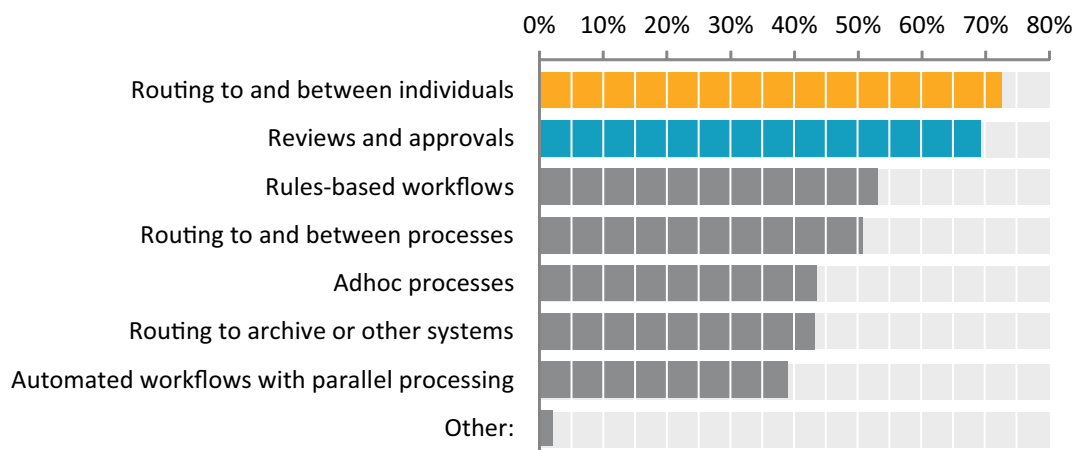 0% 10% 20% 30% 40% 50% 60% 70% 80%
Routing to and between individuals
Reviews and approvals
Rules-based workflows
Routing to and between processes
Adhoc processes
Routing to archive or other systems
Automated workflows with parallel processing
Other: